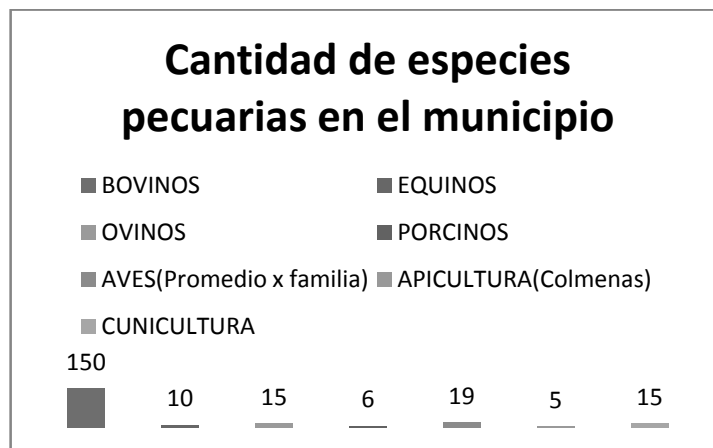 Cantidad de especies
pecuarias en el municipio
BOVINOS EQUINOS
OVINOS PORCINOS
AVES(Promedio x familia) APICULTURA(Colmenas)
CUNICULTURA
150 10 15 6 19 5 15